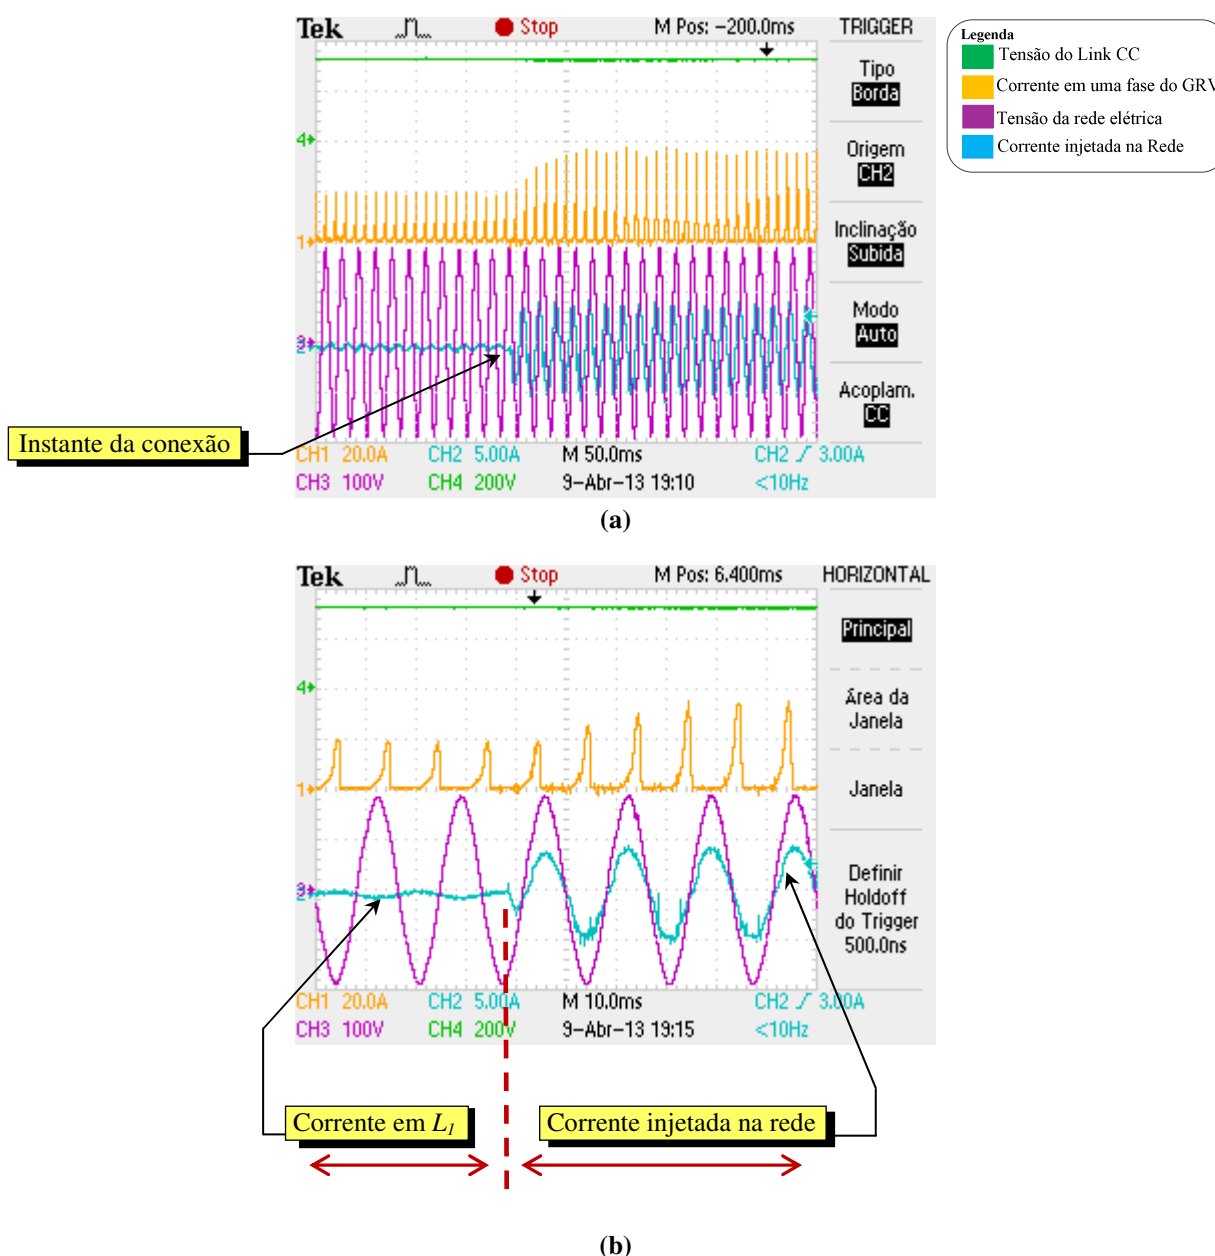 Tek Stop M Pos: -200.0ms TRIGGER
Legenda
Tensão do Link CC
Corrente em uma fase do GRV
Tensão da rede elétrica
Corrente injetada na Rede
Tipo
Borda
4
Origem
CH2
1
Inclinação
Subida
Modo
Auto
2
Acoplam.
CC
Instante da conexão
CH1 20.0A CH2 5.00A M 50.0ms CH2 3.00A
CH3 100V CH4 200V 9-Abr-13 19:10 <10Hz
(a)
Tek Stop M Pos: 6.400ms HORIZONTAL
Principal
4
Área da
Janela
1
Janela
2
Definir
Holdoff
do Trigger
500.0ns
CH1 20.0A CH2 5.00A M 10.0ms CH2 3.00A
CH3 100V CH4 200V 9-Abr-13 19:15 <10Hz
Corrente em L1
Corrente injetada na rede
(b)